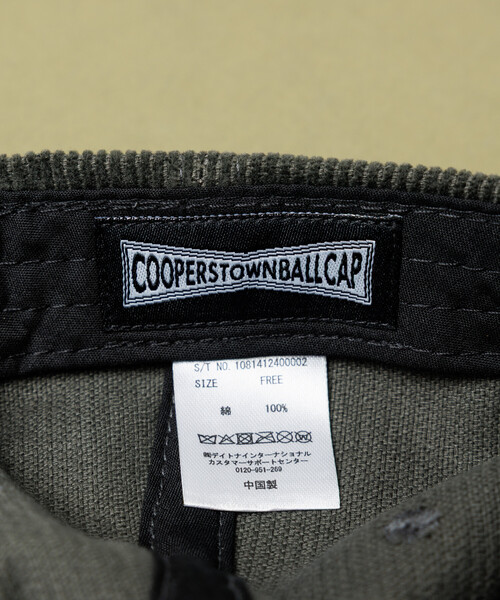 COOPERSTOWNBALLCAP
S/T NO. 1081412400002
SIZE FREE
綿 100%
㈱デイトナインターナショナル
カスタマーサポートセンター
0120-951-269
中国製